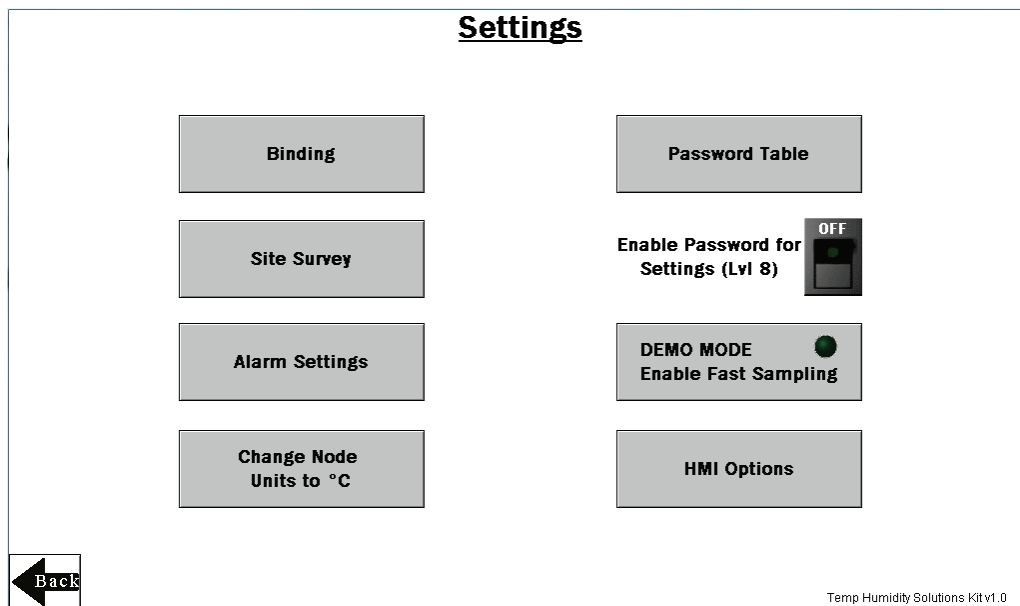 Settings
Binding
Password Table
Site Survey
Enable Password for
Settings (Lvl 8)
OFF
Alarm Settings
DEMO MODE
Enable Fast Sampling
Change Node
Units to °C
HMI Options
Back
Temp Humidity Solutions Kit v1.0